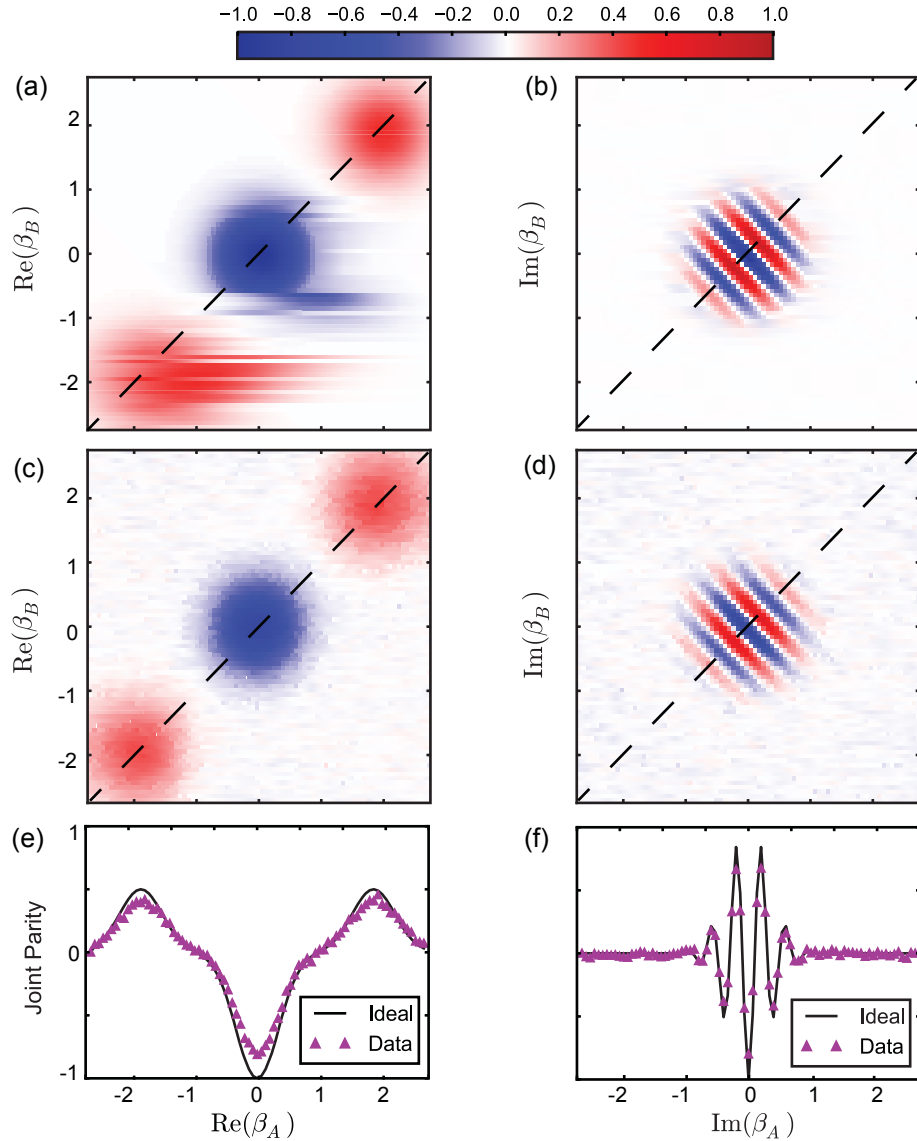 −1.0 −0.8 −0.6 −0.4 −0.2 0.0 0.2 0.4 0.6 0.8 1.0
(a)
2
1
0
-1
-2
Re(β_B)
(b)
Im(β_B)
(c)
2
1
0
-1
-2
Re(β_B)
(d)
Im(β_B)
(e)
1
0
-1
Joint Parity
Ideal
Data
-2 -1 0 1 2
Re(β_A)
(f)
Ideal
Data
-2 -1 0 1 2
Im(β_A)